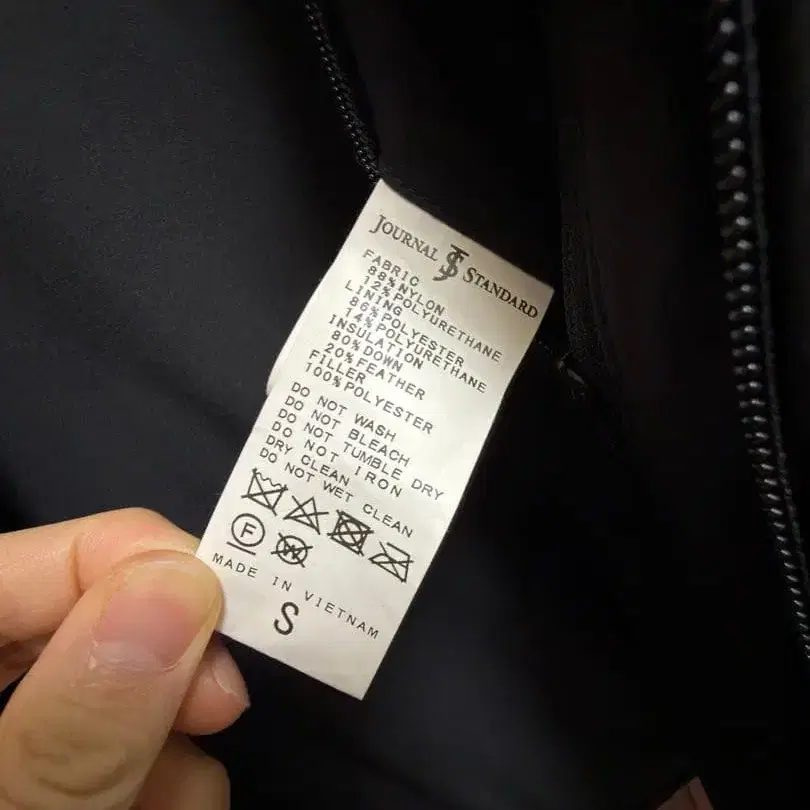 JOURNAL JS STANDARD
FABRIC
88%NYLON
12%POLYURETHANE
LINING
86%POLYESTER
14%POLYURETHANE
INSULATION
80%DOWN
20%FEATHER
FILLER
100%POLYESTER
DO NOT WASH
DO NOT BLEACH
DO NOT TUMBLE DRY
DO NOT IRON
DRY CLEAN
DO NOT WET CLEAN
F
W
MADE IN VIETNAM
S